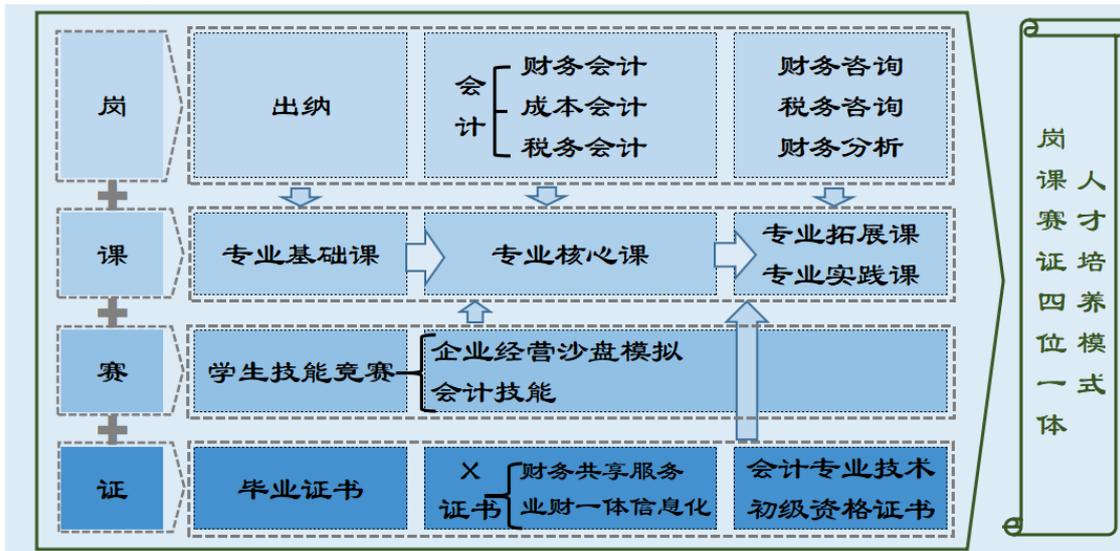 岗
出纳
会计
财务会计
成本会计
税务会计
财务咨询
税务咨询
财务分析
课
专业基础课
专业核心课
专业拓展课
专业实践课
赛
学生技能竞赛
企业经营沙盘模拟
会计技能
证
毕业证书
X
证书
财务共享服务
业财一体信息化
会计专业技术
初级资格证书
岗课赛证四位一体
人才培养模式